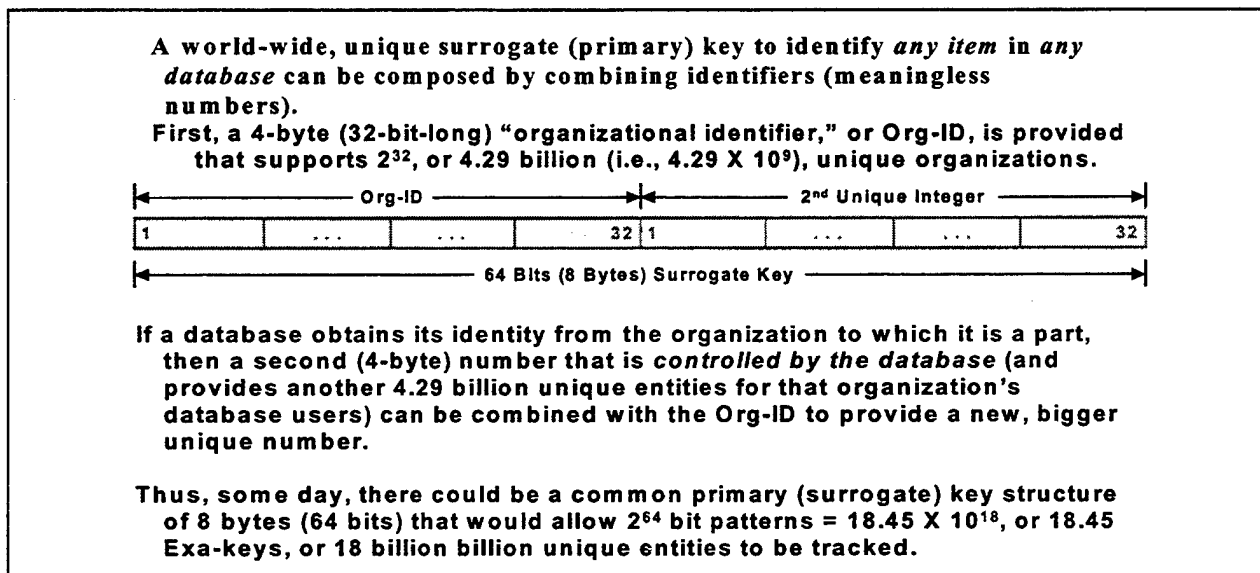 A world-wide, unique surrogate (primary) key to identify any item in any
database can be composed by combining identifiers (meaningless
numbers).
First, a 4-byte (32-bit-long) “organizational identifier,” or Org-ID, is provided
that supports 2³², or 4.29 billion (i.e., 4.29 X 10⁹), unique organizations.
Org-ID 2nd Unique Integer
1 ... ... 32 1 ... ... 32
64 Bits (8 Bytes) Surrogate Key
If a database obtains its identity from the organization to which it is a part,
then a second (4-byte) number that is controlled by the database (and
provides another 4.29 billion unique entities for that organization’s
database users) can be combined with the Org-ID to provide a new, bigger
unique number.
Thus, some day, there could be a common primary (surrogate) key structure
of 8 bytes (64 bits) that would allow 2⁶⁴ bit patterns = 18.45 X 10¹⁸, or 18.45
Exa-keys, or 18 billion billion unique entities to be tracked.